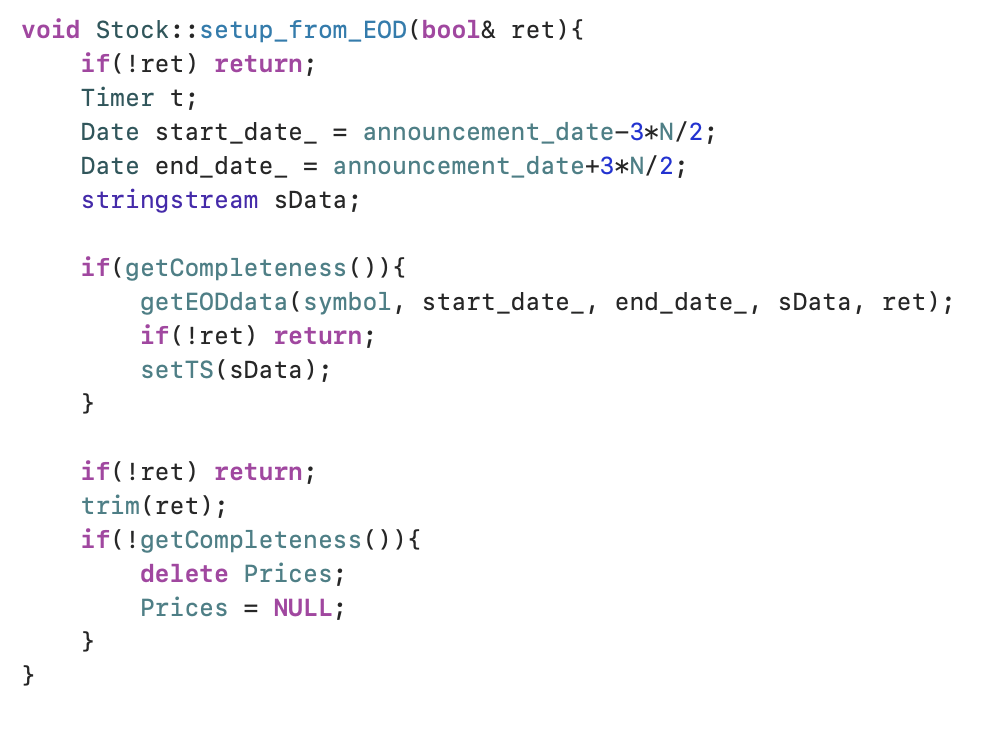 void Stock::setup_from_EOD(bool& ret){
    if(!ret) return;
    Timer t;
    Date start_date_ = announcement_date-3*N/2;
    Date end_date_ = announcement_date+3*N/2;
    stringstream sData;

    if(getCompleteness()){
        getEODdata(symbol, start_date_, end_date_, sData, ret);
        if(!ret) return;
        setTS(sData);
    }

    if(!ret) return;
    trim(ret);
    if(!getCompleteness()){
        delete Prices;
        Prices = NULL;
    }
}